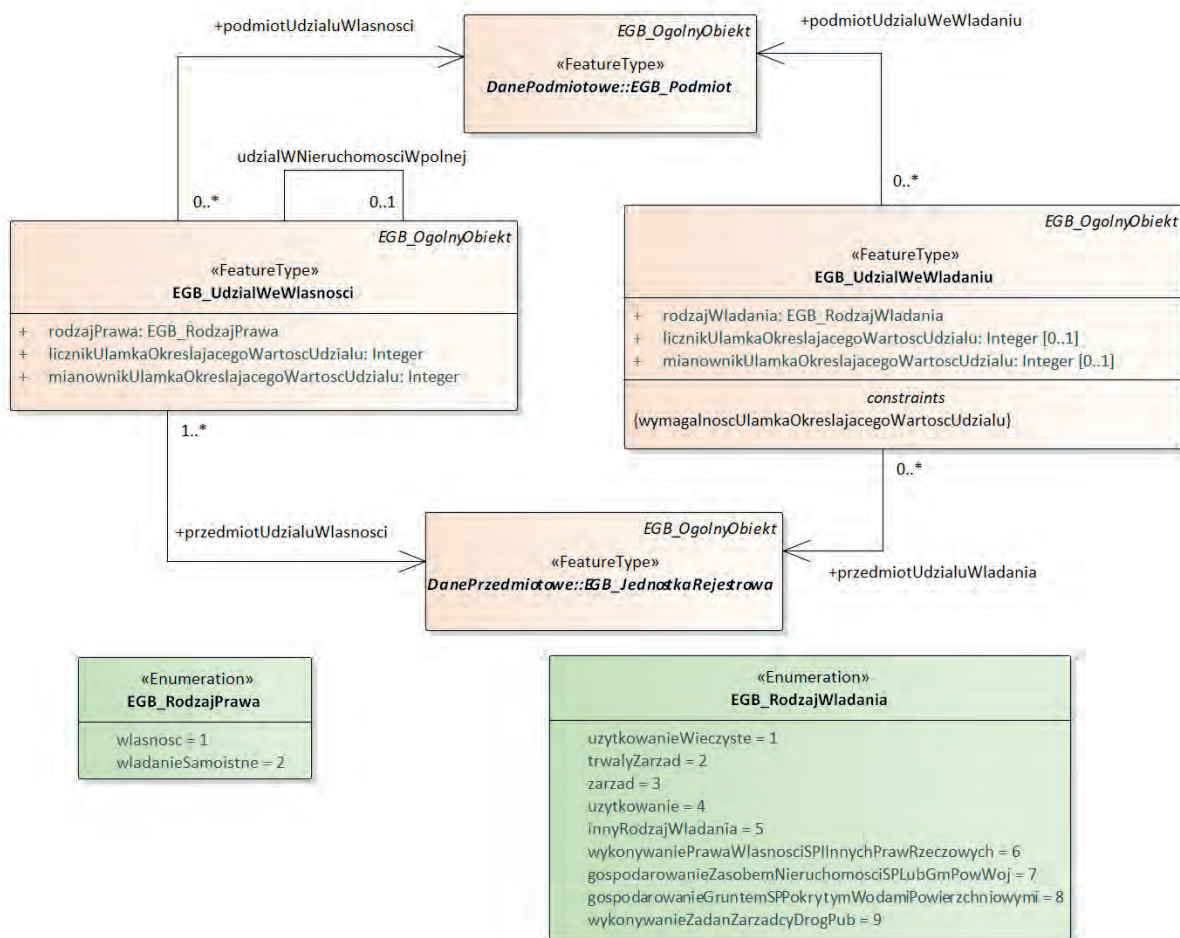 +podmiotUdzialuWlasnosci
+podmiotUdzialuWeWladaniu
EGB_OgolnyObiekt
«FeatureType»
DanePodmiotowe::EGB_Podmiot
udzialWNieruchomosciWpolnej
0..*
0..1
0..*
EGB_OgolnyObiekt
«FeatureType»
EGB_UdzialWeWlasnosci
+ rodzajPrawa: EGB_RodzajPrawa
+ licznikUlamkaOkreslajacegoWartoscUdzialu: Integer
+ mianownikUlamkaOkreslajacegoWartoscUdzialu: Integer
EGB_OgolnyObiekt
«FeatureType»
EGB_UdzialWeWladaniu
+ rodzajWladania: EGB_RodzajWladania
+ licznikUlamkaOkreslajacegoWartoscUdzialu: Integer [0..1]
+ mianownikUlamkaOkreslajacegoWartoscUdzialu: Integer [0..1]
constraints
{wymagalnoscUlamkaOkreslajacegoWartoscUdzialu}
1..*
0..*
+przedmiotUdzialuWlasnosci
+przedmiotUdzialuWladania
EGB_OgolnyObiekt
«FeatureType»
DanePrzedmiotowe::EGB_JednostkaRejestrowa
«Enumeration»
EGB_RodzajPrawa
wlasnosc = 1
wladanieSamoistne = 2
«Enumeration»
EGB_RodzajWladania
uzytkowanieWieczyste = 1
trwalyZarzad = 2
zarzad = 3
uzytkowanie = 4
innyRodzajWladania = 5
wykonywaniePrawaWlasnosciSPIInnychPrawRzeczowych = 6
gospodarowanieZasobemNieruchomosciSPLubGmPowWoj = 7
gospodarowanieGruntemSPPokrytymWodamiPowierzchniowymi = 8
wykonywanieZadanZarzadcyDrogPub = 9